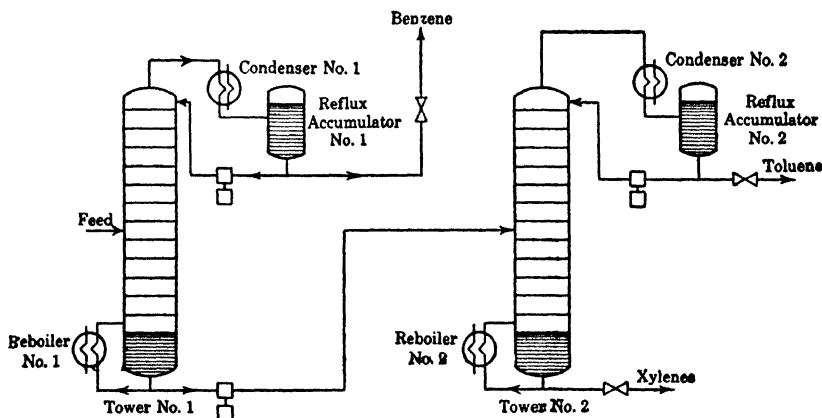 Benzene
Condenser No. 1
Reflux
Accumulator
No. 1
Condenser No. 2
Reflux
Accumulator
No. 2
Toluene
Feed
Reboiler
No. 1
Reboiler
No. 2
Xylenes
Tower No. 1
Tower No. 2